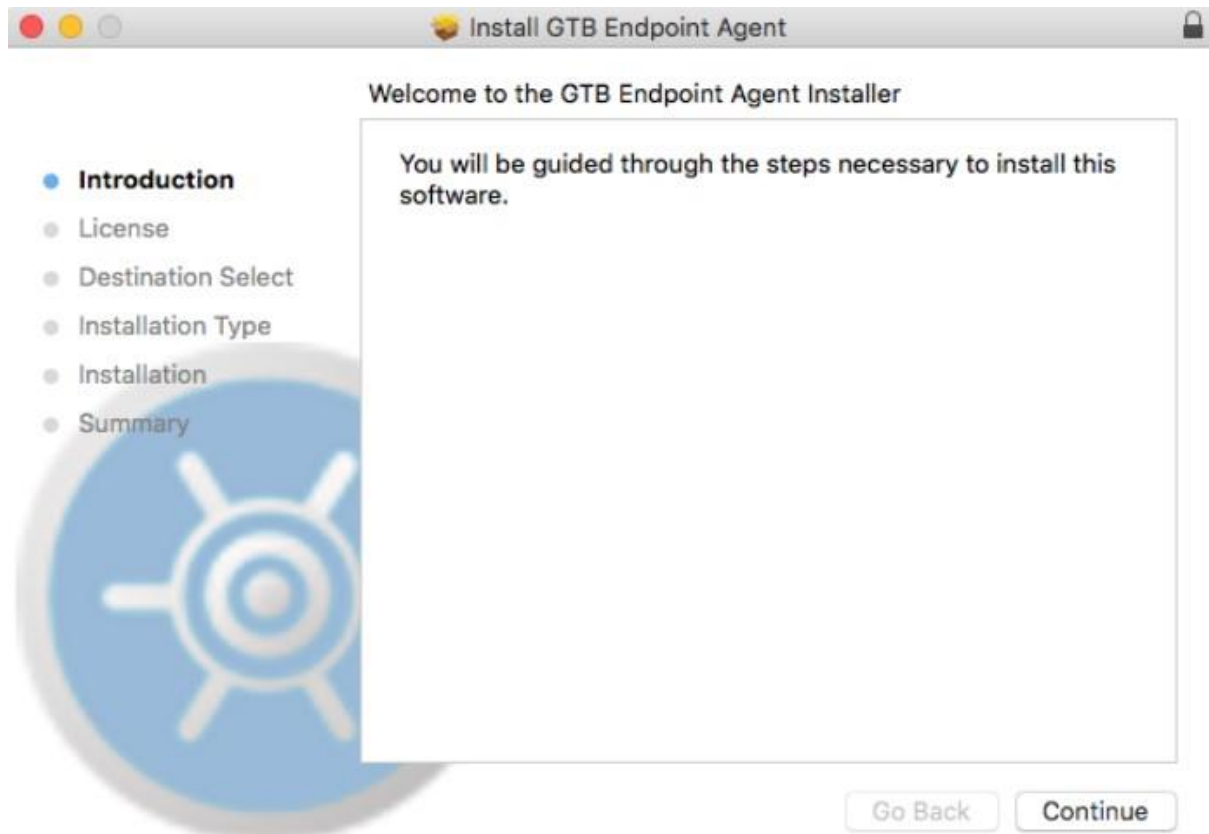 Install GTB Endpoint Agent
Welcome to the GTB Endpoint Agent Installer
Introduction
License
Destination Select
Installation Type
Installation
Summary
You will be guided through the steps necessary to install this
software.
Go Back
Continue